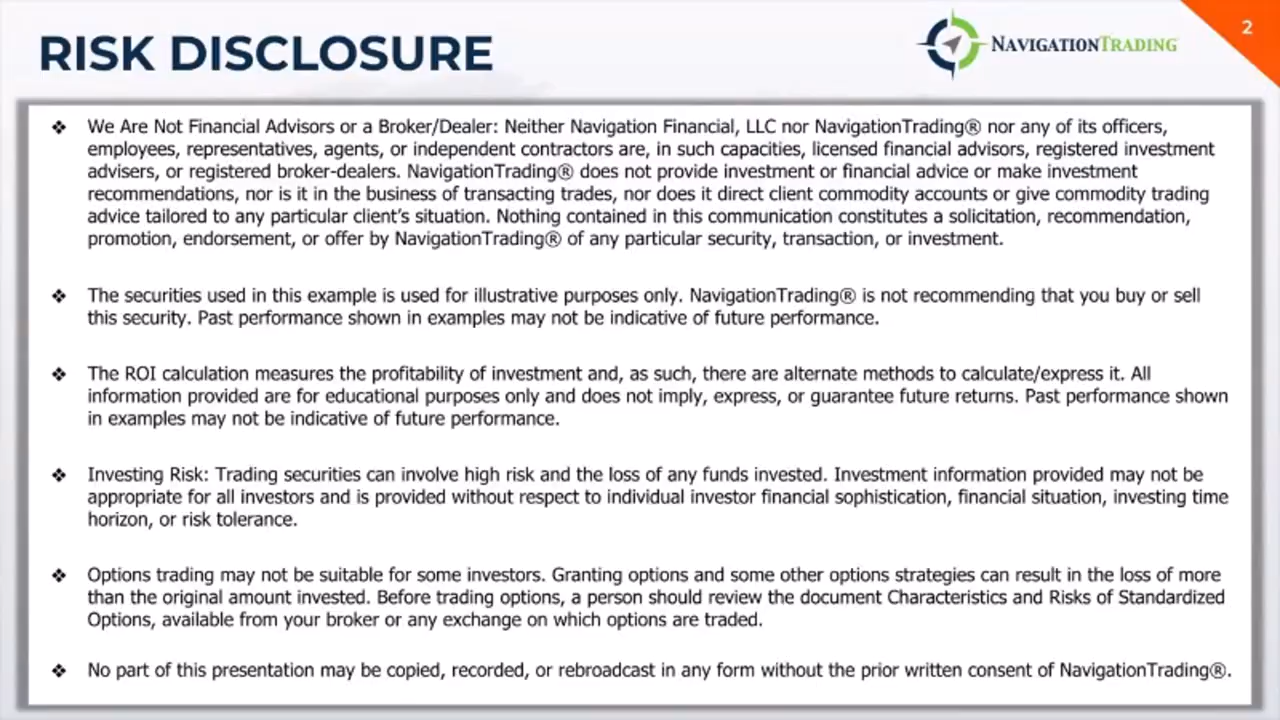 RISK DISCLOSURE
NAVIGATIONTRADING
2
❖ We Are Not Financial Advisors or a Broker/Dealer: Neither Navigation Financial, LLC nor NavigationTrading® nor any of its officers,
employees, representatives, agents, or independent contractors are, in such capacities, licensed financial advisors, registered investment
advisers, or registered broker-dealers. NavigationTrading® does not provide investment or financial advice or make investment
recommendations, nor is it in the business of transacting trades, nor does it direct client commodity accounts or give commodity trading
advice tailored to any particular client's situation. Nothing contained in this communication constitutes a solicitation, recommendation,
promotion, endorsement, or offer by NavigationTrading® of any particular security, transaction, or investment.
❖ The securities used in this example is used for illustrative purposes only. NavigationTrading® is not recommending that you buy or sell
this security. Past performance shown in examples may not be indicative of future performance.
❖ The ROI calculation measures the profitability of investment and, as such, there are alternate methods to calculate/express it. All
information provided are for educational purposes only and does not imply, express, or guarantee future returns. Past performance shown
in examples may not be indicative of future performance.
❖ Investing Risk: Trading securities can involve high risk and the loss of any funds invested. Investment information provided may not be
appropriate for all investors and is provided without respect to individual investor financial sophistication, financial situation, investing time
horizon, or risk tolerance.
❖ Options trading may not be suitable for some investors. Granting options and some other options strategies can result in the loss of more
than the original amount invested. Before trading options, a person should review the document Characteristics and Risks of Standardized
Options, available from your broker or any exchange on which options are traded.
❖ No part of this presentation may be copied, recorded, or rebroadcast in any form without the prior written consent of NavigationTrading®.